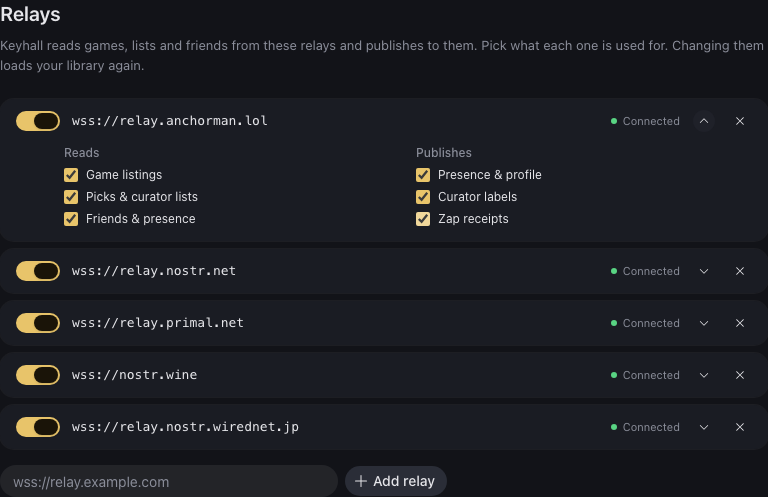 Relays
Keyhall reads games, lists and friends from these relays and publishes to them. Pick what each one is used for. Changing them
loads your library again.
wss://relay.anchorman.lol
Connected
Reads
Publishes
Game listings
Presence & profile
Picks & curator lists
Curator labels
Friends & presence
Zap receipts
wss://relay.nostr.net
Connected
wss://relay.primal.net
Connected
wss://nostr.wine
Connected
wss://relay.nostr.wirednet.jp
Connected
wss://relay.example.com
Add relay